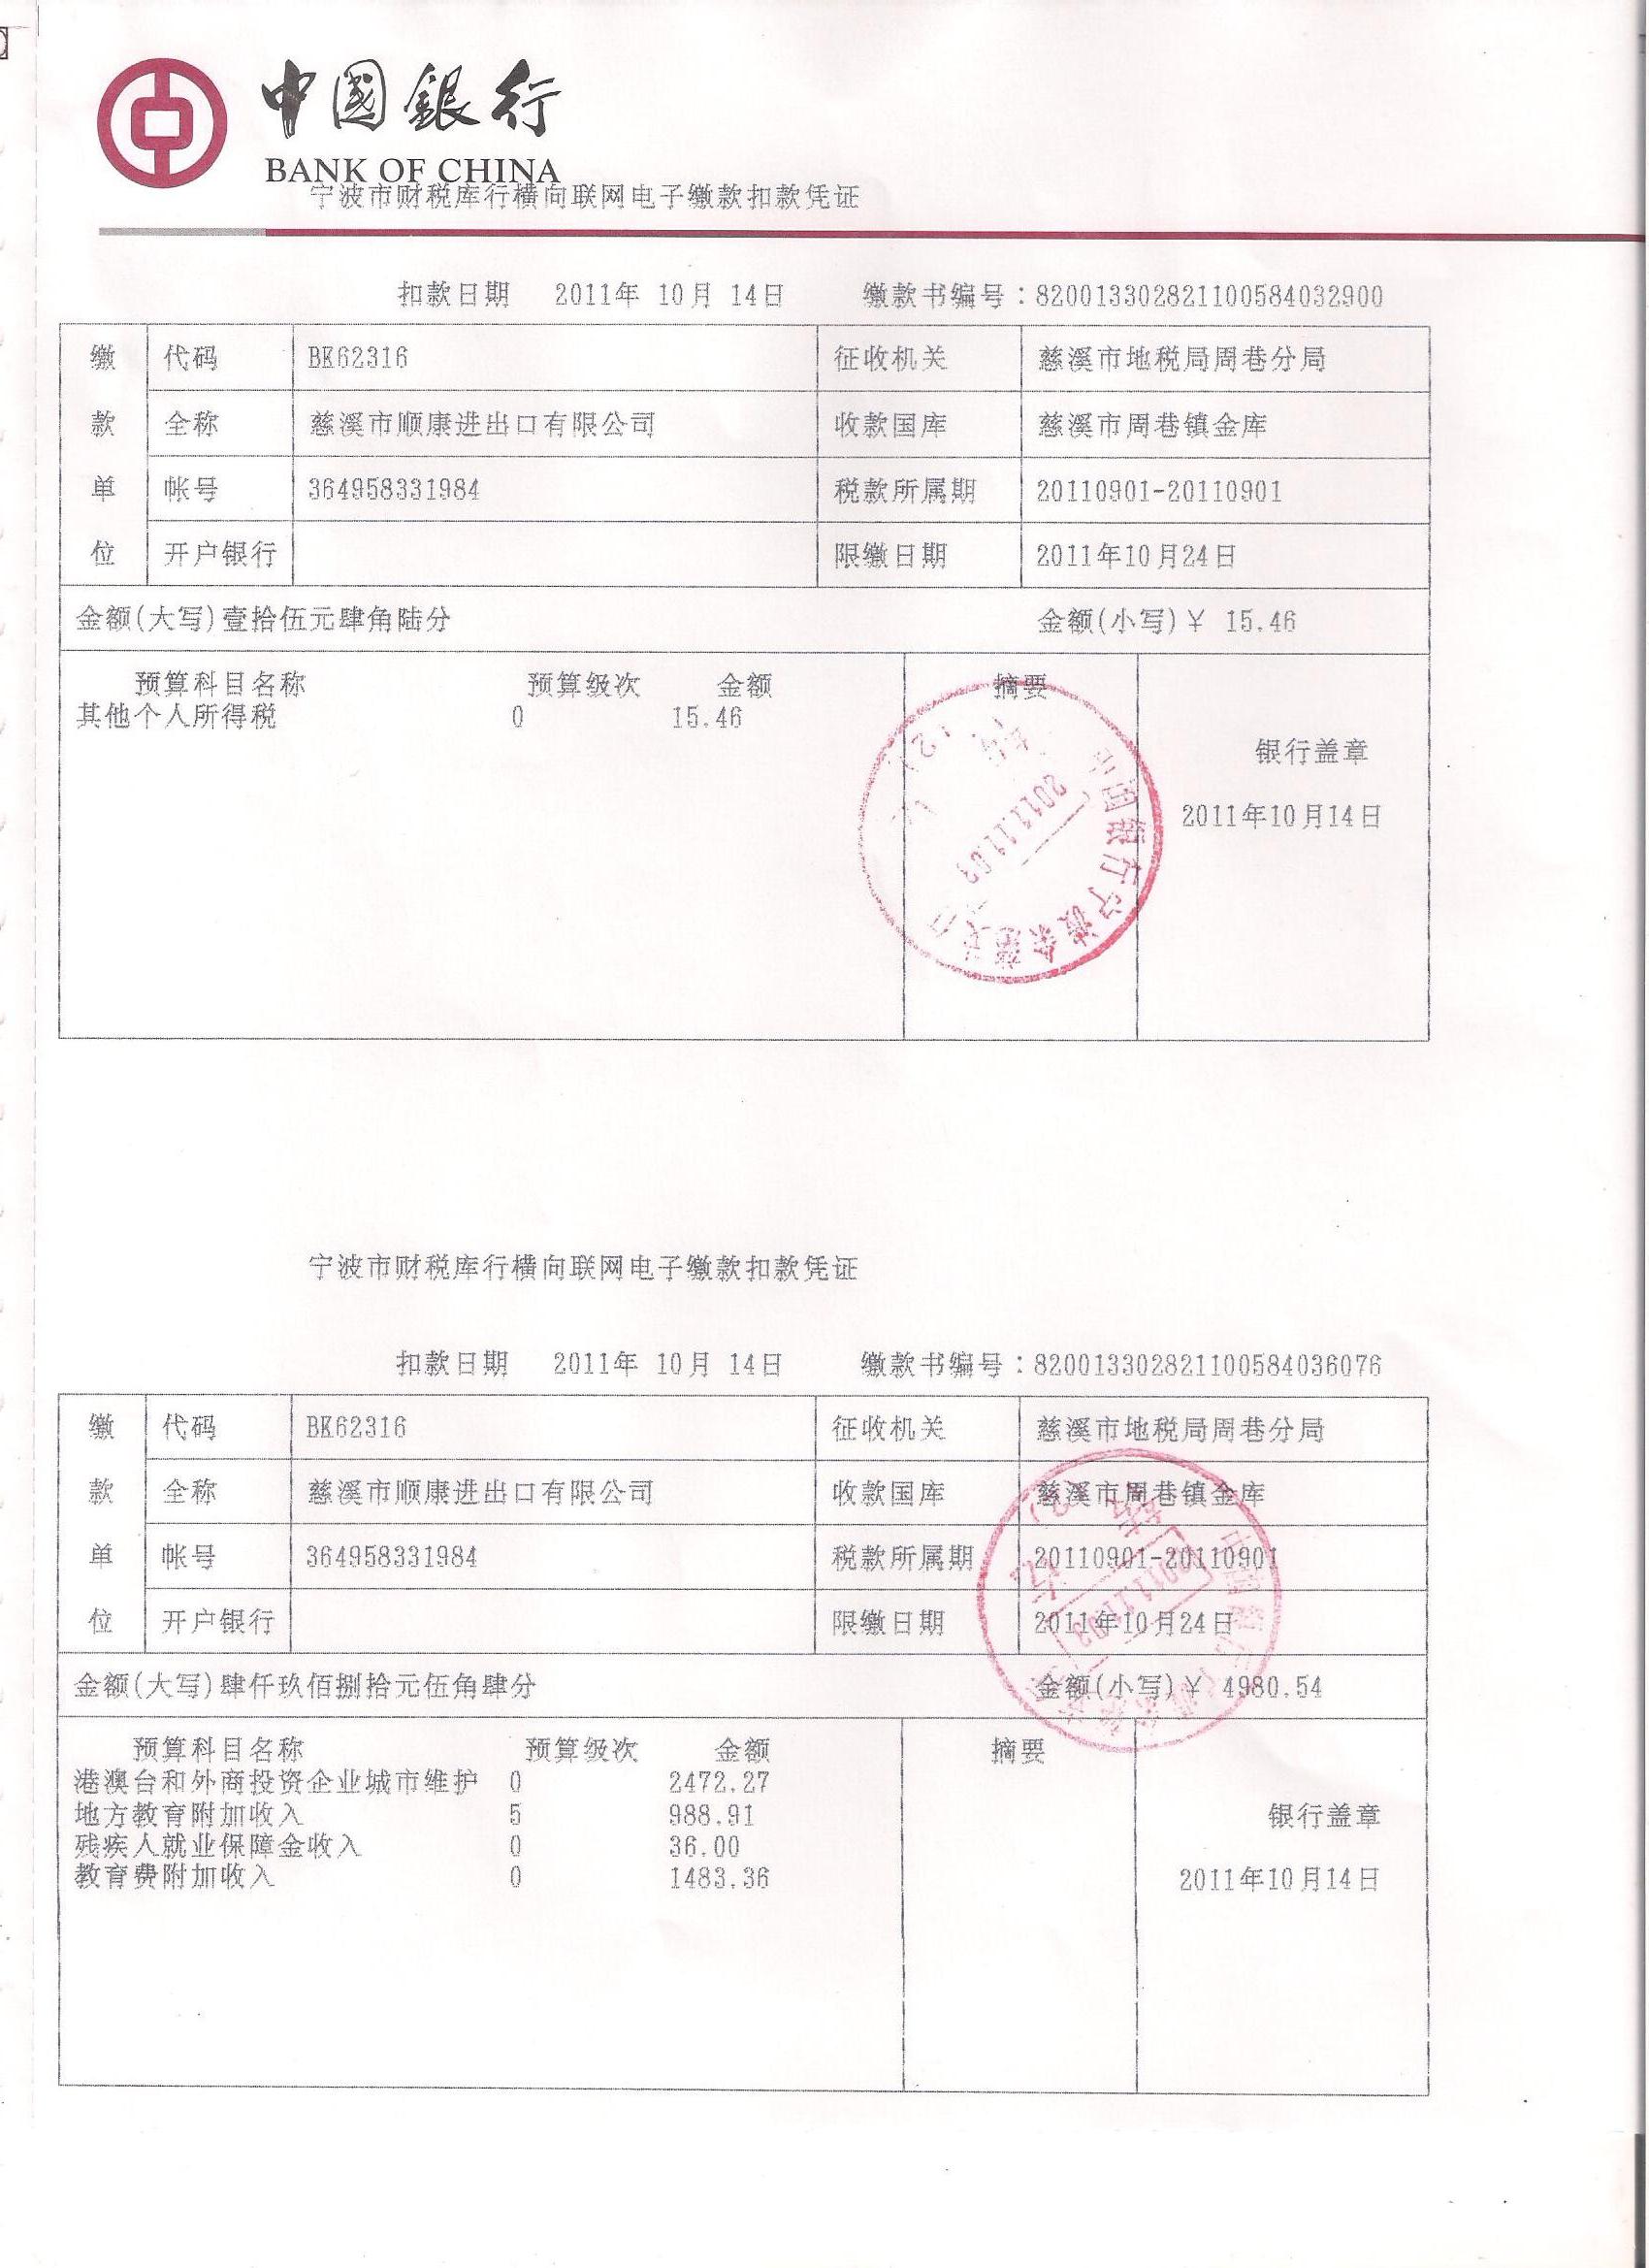 中國銀行
BANK OF CHINA
宁波市财税库行横向联网电子缴款扣款凭证
扣款日期 2011年 10月 14日 缴款书编号：820013302821100584032900
缴 代码 BK62316 征收机关 慈溪市地税局周巷分局
款 全称 慈溪市顺康进出口有限公司 收款国库 慈溪市周巷镇金库
单 帐号 364958331984 税款所属期 20110901-20110901
位 开户银行 限缴日期 2011年10月24日
金额(大写)壹拾伍元肆角陆分 金额(小写)￥ 15.46
预算科目名称 预算级次 金额 摘要
其他个人所得税 0 15.46
银行盖章
2011年10月14日
2011.11.03
宁波市财税库行横向联网电子缴款扣款凭证
扣款日期 2011年 10月 14日 缴款书编号：820013302821100584036076
缴 代码 BK62316 征收机关 慈溪市地税局周巷分局
款 全称 慈溪市顺康进出口有限公司 收款国库 慈溪市周巷镇金库
单 帐号 364958331984 税款所属期 20110901-20110901
位 开户银行 限缴日期 2011年10月24日
金额(大写)肆仟玖佰捌拾元伍角肆分 金额(小写)￥ 4980.54
预算科目名称 预算级次 金额 摘要
港澳台和外商投资企业城市维护 0 2472.27
地方教育附加收入 5 988.91
残疾人就业保障金收入 0 36.00
教育费附加收入 0 1483.36
银行盖章
2011年10月14日